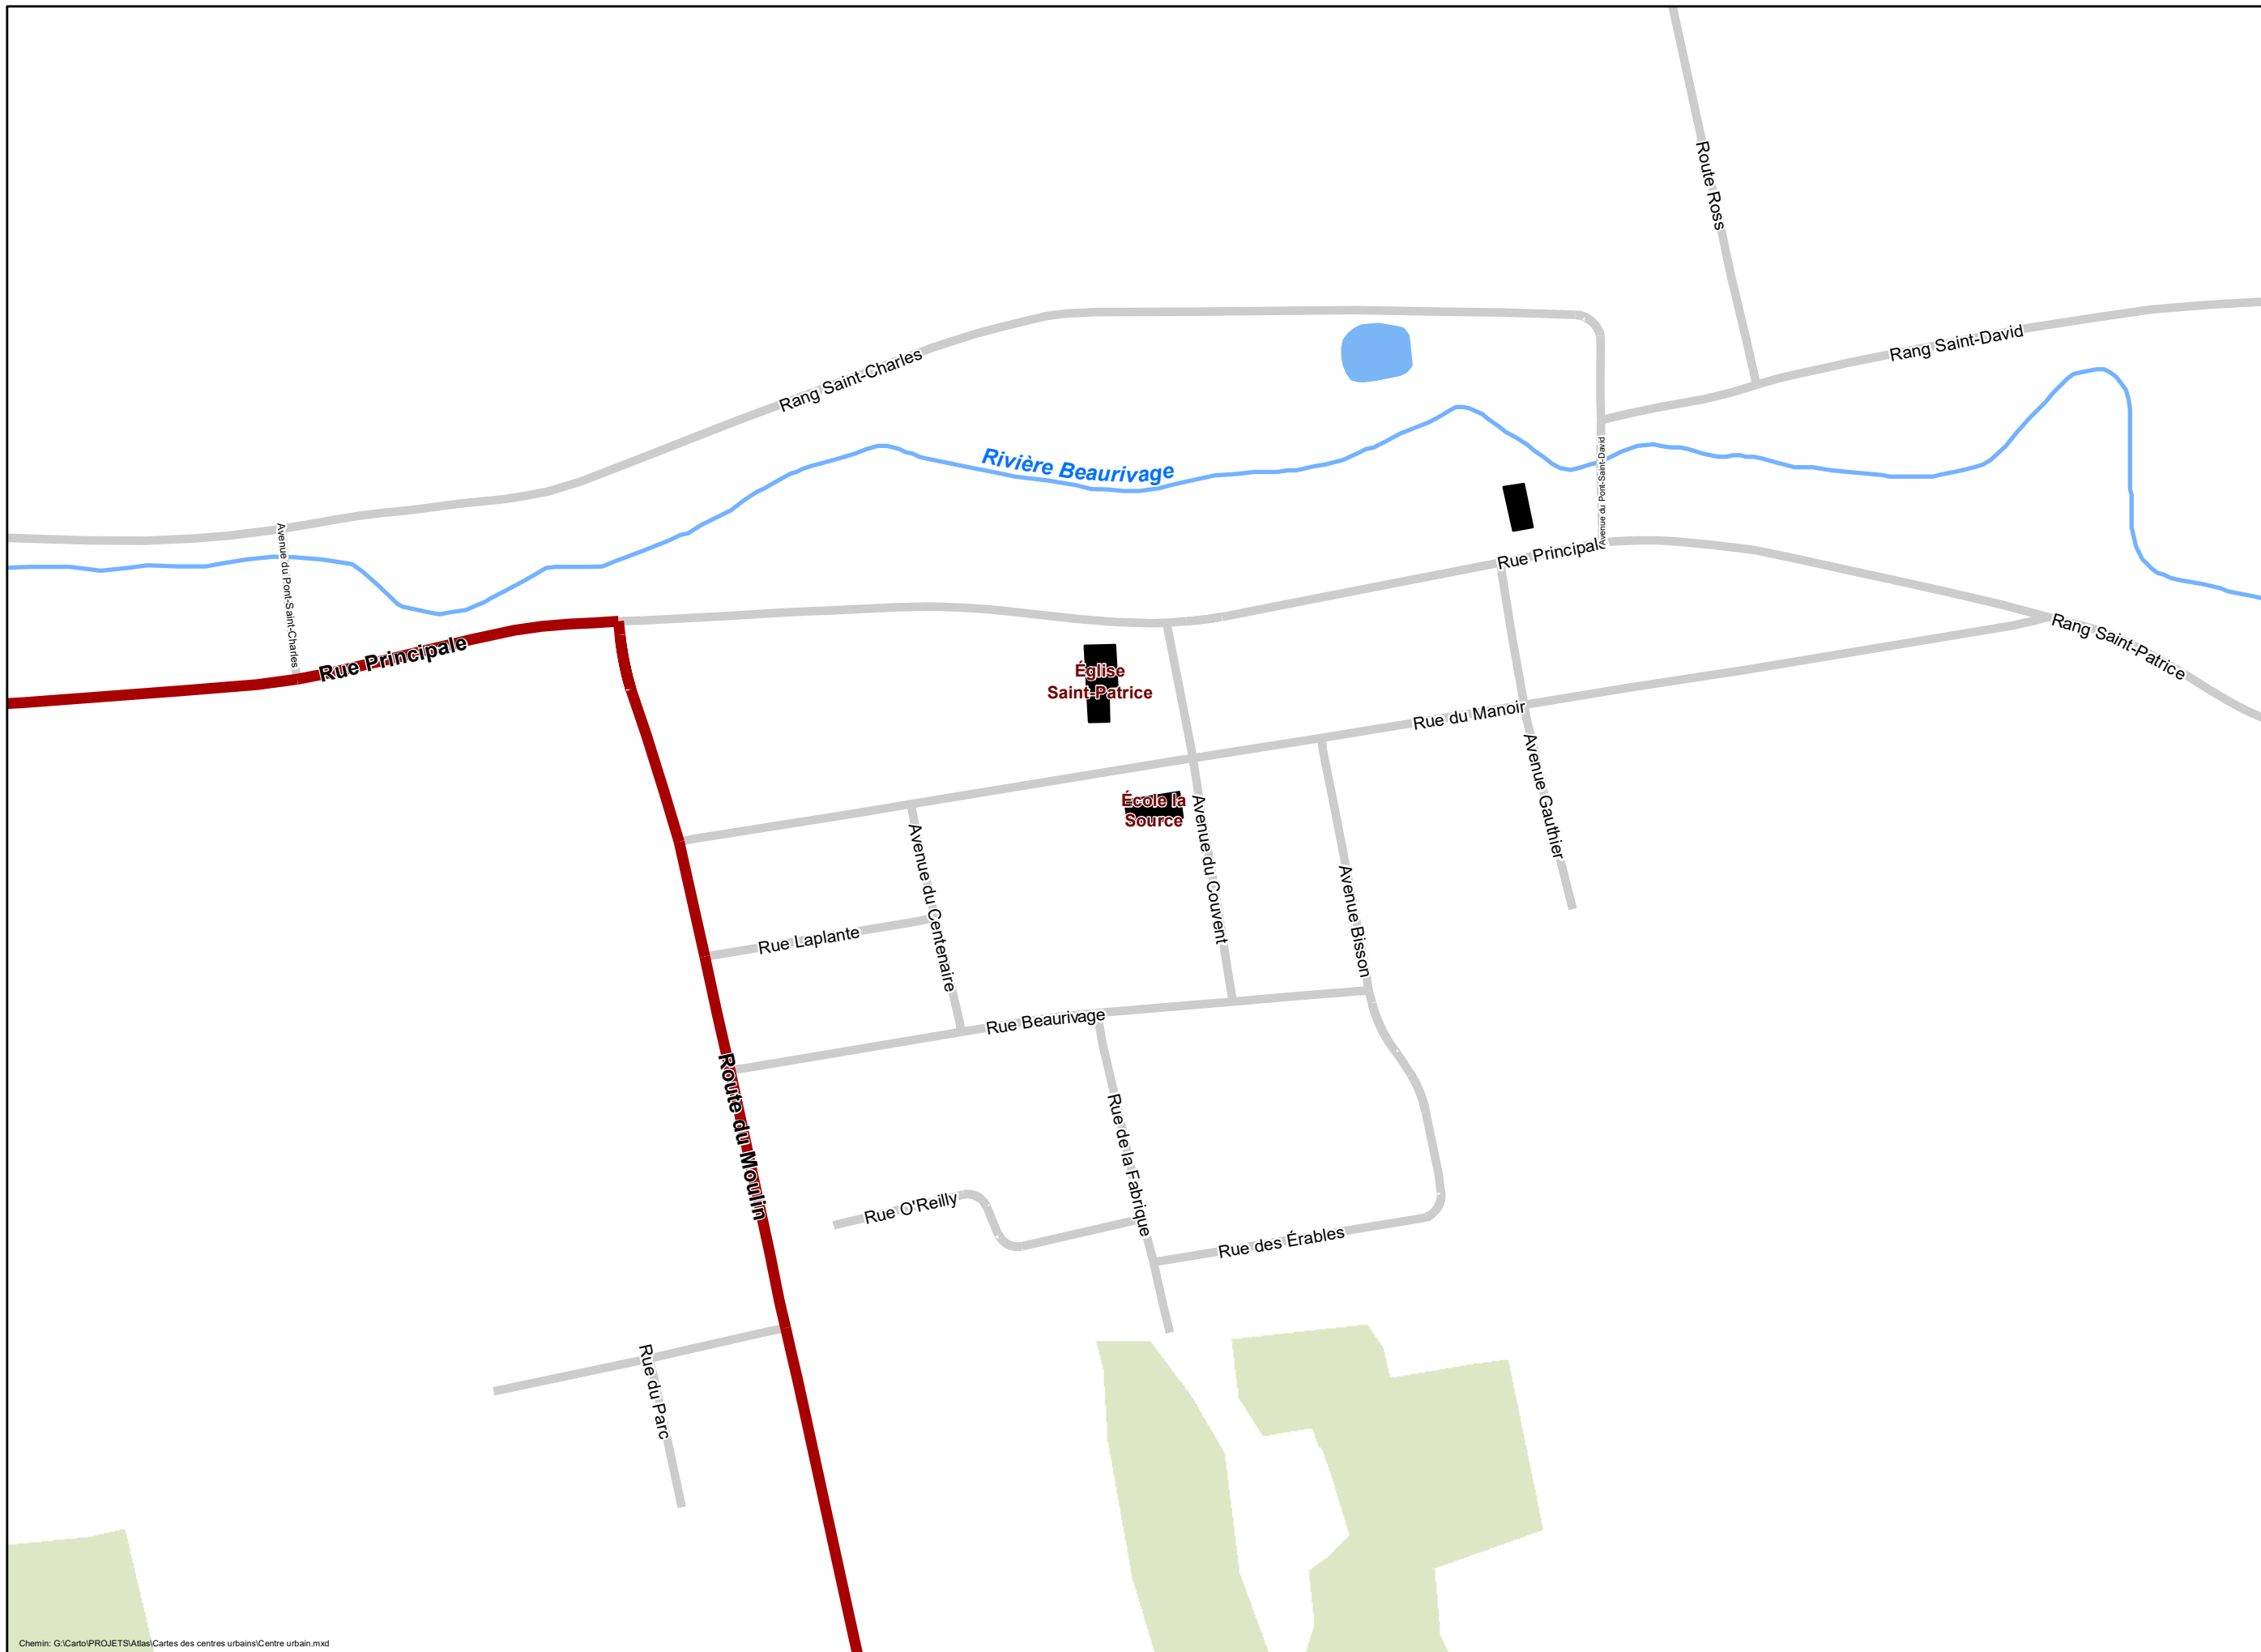 Route Ross
Rang Saint-David
Rang Saint-Charles
Rivière Beaurivage
Avenue du Pont-Saint-David
Avenue du Pont-Saint-Charles
Rue Principale
Rue Principale
Rang Saint-Patrice
Église
Saint-Patrice
Rue du Manoir
Avenue Gauthier
École la
Source
Avenue du Couvent
Avenue du Centenaire
Avenue Bisson
Rue Laplante
Rue Beaurivage
Route du Moulin
Rue de la Fabrique
Rue O'Reilly
Rue des Érables
Rue du Parc
Chemin: G:\Carto\PROJETS\Atlas\Cartes des centres urbains\Centre urbain.mxd